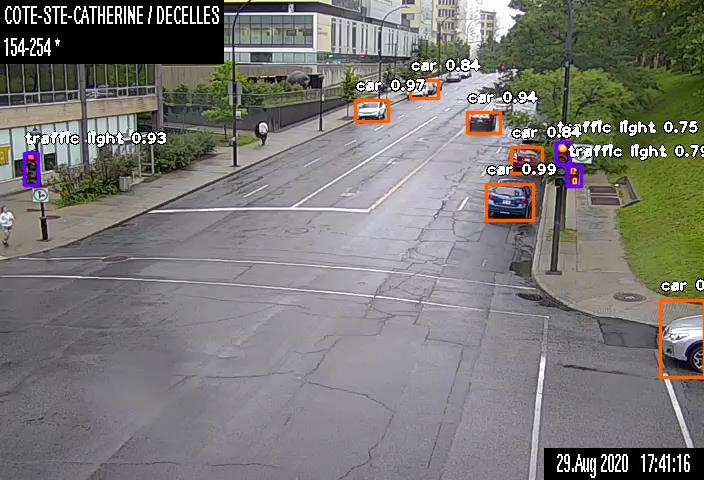 COTE-STE-CATHERINE / DECELLES
154-254 *
car 0.84
car 0.97
car 0.94
traffic light 0.75
traffic light 0.93
traffic light 0.79
car 0.99
car 0
29.Aug 2020 17:41:16